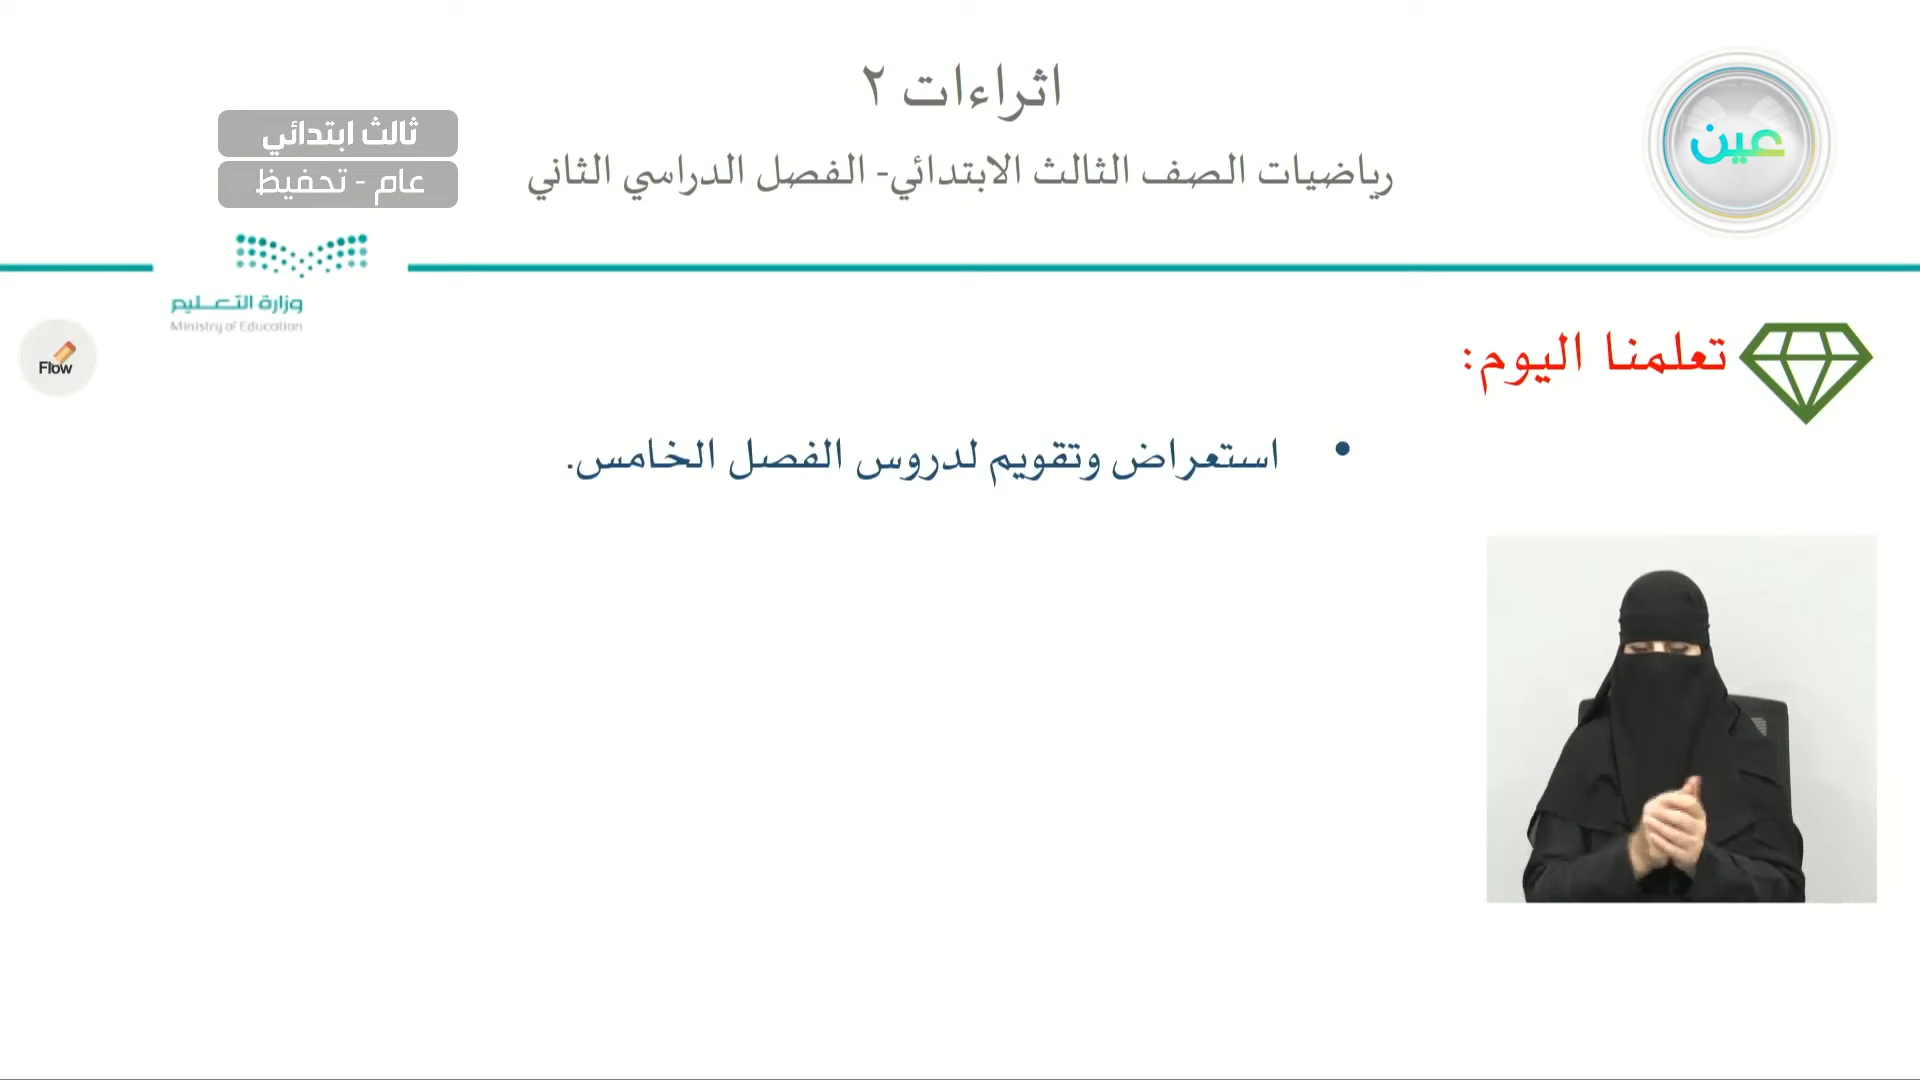 اثراءات ٢
رياضيات الصف الثالث الابتدائي- الفصل الدراسي الثاني
عين
ثالث ابتدائي
عام - تحفيظ
وزارة التعليم
Ministry of Education
Flow
تعلمنا اليوم:
• استعراض وتقويم لدروس الفصل الخامس.